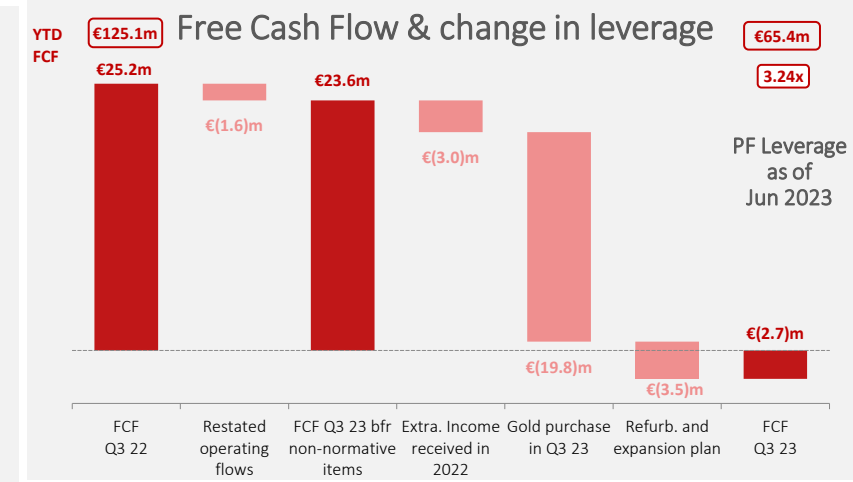 Free Cash Flow & change in leverage
YTD
FCF
€125.1m
€65.4m
3.24x
PF Leverage
as of
Jun 2023
€25.2m
€(1.6)m
€23.6m
€(3.0)m
€(19.8)m
€(3.5)m
€(2.7)m
FCF
Q3 22
Restated
operating
flows
FCF Q3 23 bfr
non-normative
items
Extra. Income
received in
2022
Gold purchase
in Q3 23
Refurb. and
expansion plan
FCF
Q3 23